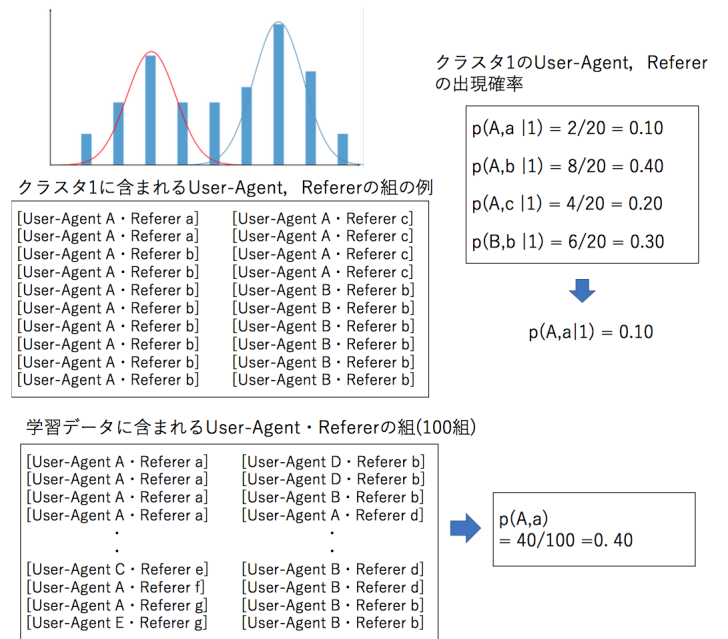 クラスタ1のUser-Agent，Referer
の出現確率
p(A,a |1) = 2/20 = 0.10
p(A,b |1) = 8/20 = 0.40
p(A,c |1) = 4/20 = 0.20
p(B,b |1) = 6/20 = 0.30
p(A,a|1) = 0.10
クラスタ1に含まれるUser-Agent，Refererの組の例
[User-Agent A・Referer a]
[User-Agent A・Referer a]
[User-Agent A・Referer b]
[User-Agent A・Referer b]
[User-Agent A・Referer b]
[User-Agent A・Referer b]
[User-Agent A・Referer b]
[User-Agent A・Referer b]
[User-Agent A・Referer b]
[User-Agent A・Referer b]
[User-Agent A・Referer c]
[User-Agent A・Referer c]
[User-Agent A・Referer c]
[User-Agent A・Referer c]
[User-Agent B・Referer b]
[User-Agent B・Referer b]
[User-Agent B・Referer b]
[User-Agent B・Referer b]
[User-Agent B・Referer b]
[User-Agent B・Referer b]
学習データに含まれるUser-Agent・Refererの組(100組)
[User-Agent A・Referer a]
[User-Agent A・Referer a]
[User-Agent A・Referer a]
[User-Agent A・Referer a]
・
・
[User-Agent C・Referer e]
[User-Agent A・Referer f]
[User-Agent A・Referer g]
[User-Agent E・Referer g]
[User-Agent D・Referer b]
[User-Agent D・Referer b]
[User-Agent B・Referer b]
[User-Agent A・Referer d]
・
・
[User-Agent B・Referer d]
[User-Agent B・Referer d]
[User-Agent B・Referer b]
[User-Agent B・Referer b]
p(A,a)
= 40/100 =0. 40